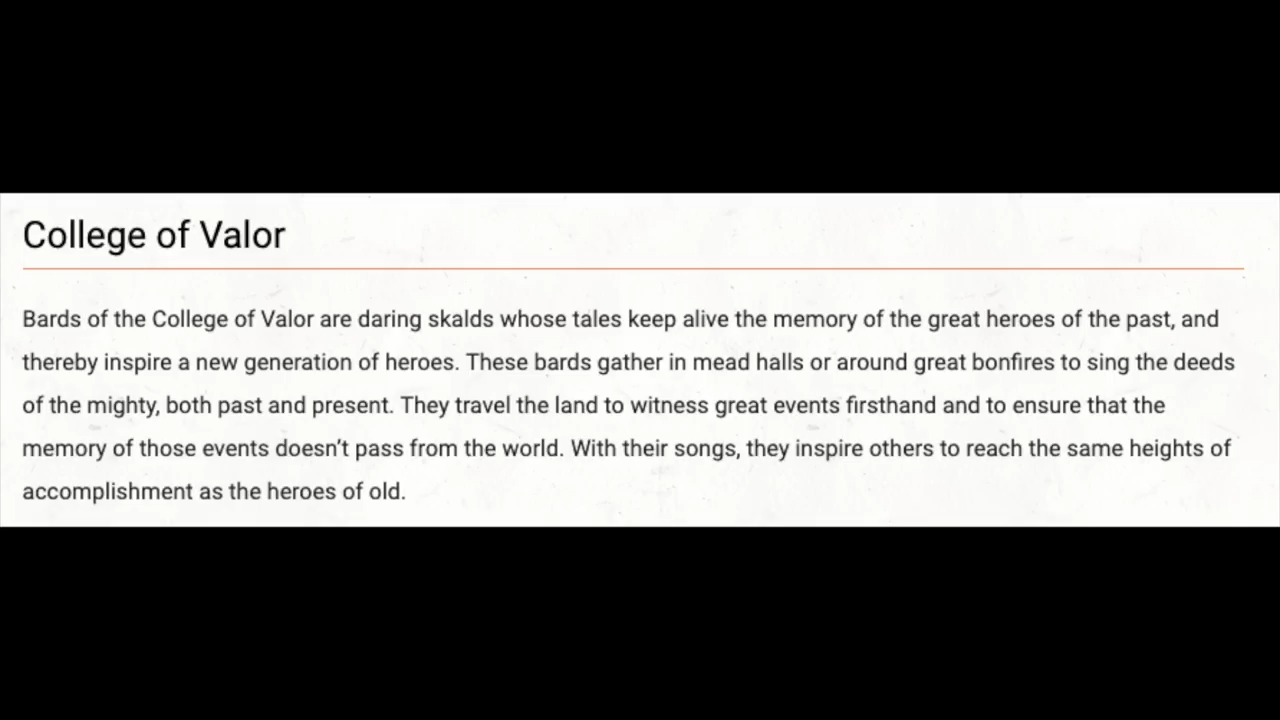 College of Valor
Bards of the College of Valor are daring skalds whose tales keep alive the memory of the great heroes of the past, and
thereby inspire a new generation of heroes. These bards gather in mead halls or around great bonfires to sing the deeds
of the mighty, both past and present. They travel the land to witness great events firsthand and to ensure that the
memory of those events doesn’t pass from the world. With their songs, they inspire others to reach the same heights of
accomplishment as the heroes of old.